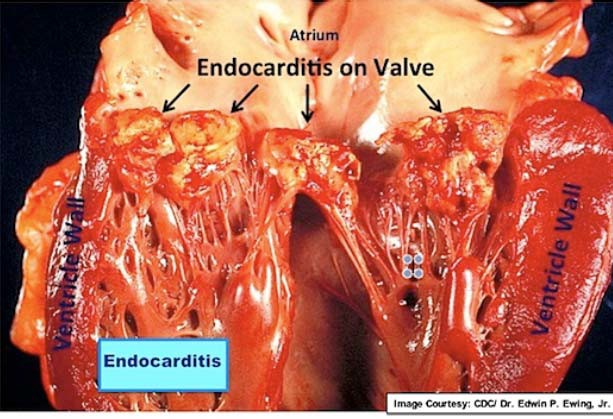 Atrium
Endocarditis on Valve
Ventricle Wall
Ventricle Wall
Endocarditis
Image Courtesy: CDC/ Dr. Edwin P. Ewing, Jr.